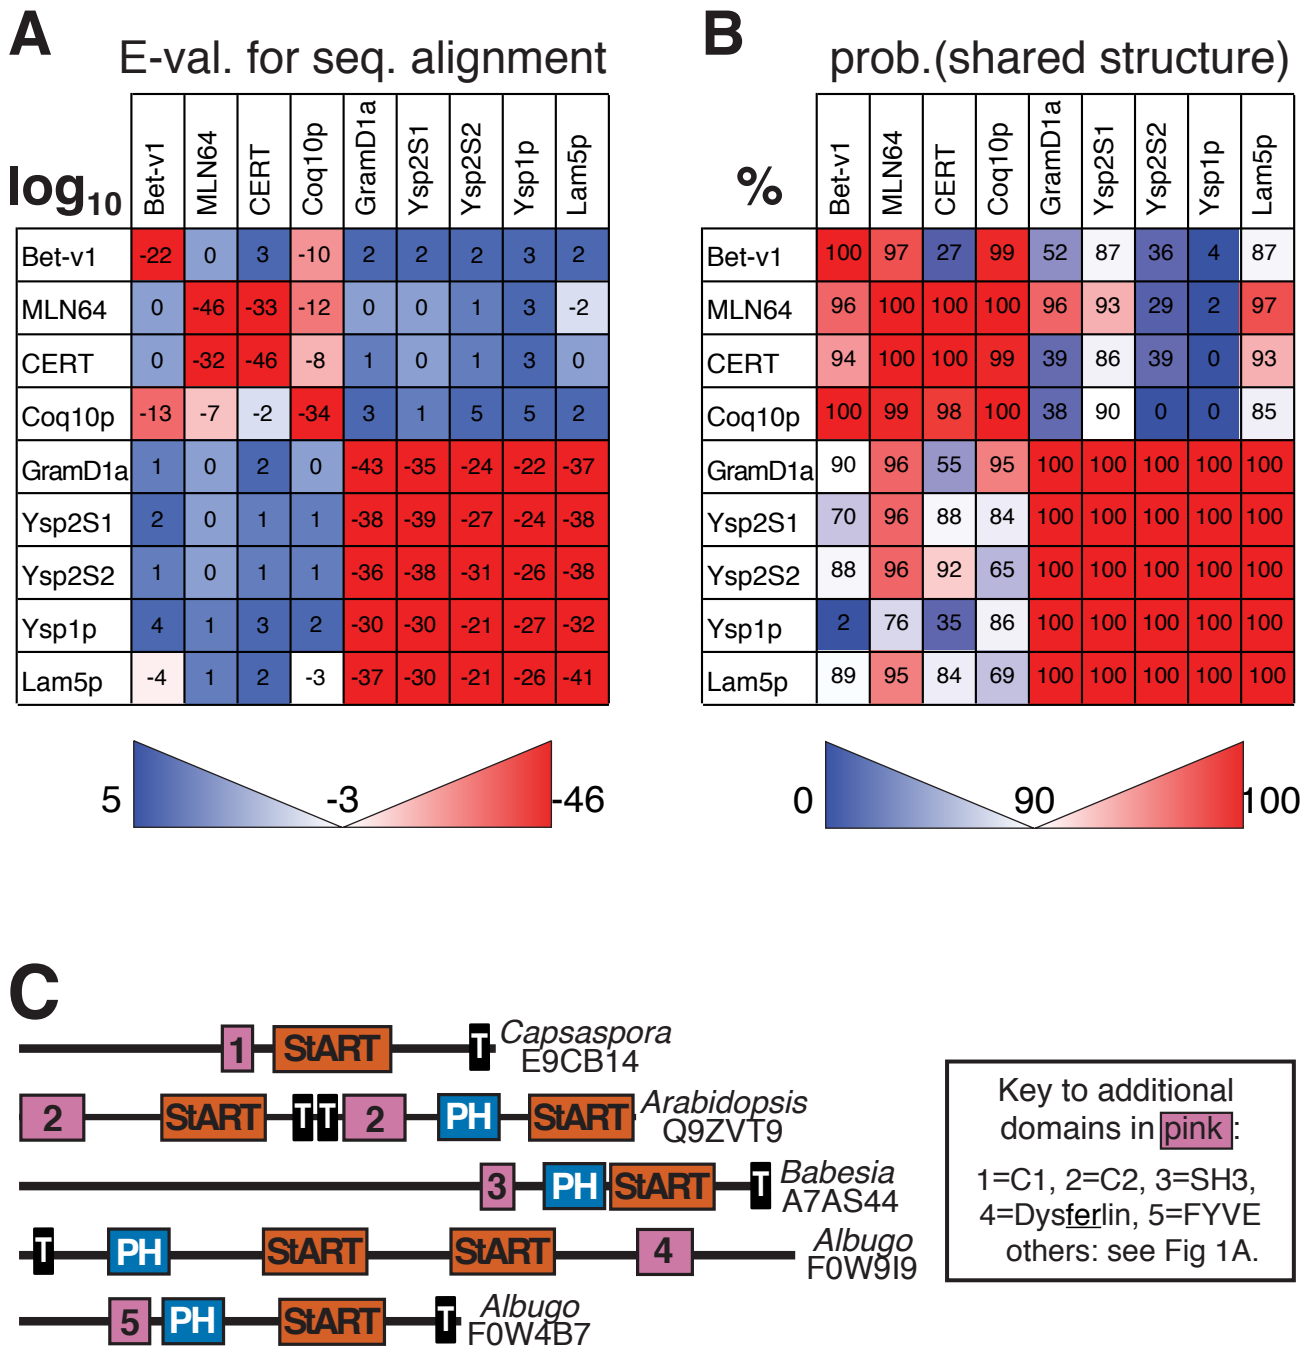 A
E-val. for seq. alignment
log10
Bet-v1 MLN64 CERT Coq10p GramD1a Ysp2S1 Ysp2S2 Ysp1p Lam5p
Bet-v1 -22 0 3 -10 2 2 2 3 2
MLN64 0 -46 -33 -12 0 0 1 3 -2
CERT 0 -32 -46 -8 1 0 1 3 0
Coq10p -13 -7 -2 -34 3 1 5 5 2
GramD1a 1 0 2 0 -43 -35 -24 -22 -37
Ysp2S1 2 0 1 1 -38 -39 -27 -24 -38
Ysp2S2 1 0 1 1 -36 -38 -31 -26 -38
Ysp1p 4 1 3 2 -30 -30 -21 -27 -32
Lam5p -4 1 2 -3 -37 -30 -21 -26 -41
5 -3 -46
B
prob.(shared structure)
%
Bet-v1 MLN64 CERT Coq10p GramD1a Ysp2S1 Ysp2S2 Ysp1p Lam5p
Bet-v1 100 97 27 99 52 87 36 4 87
MLN64 96 100 100 100 96 93 29 2 97
CERT 94 100 100 99 39 86 39 0 93
Coq10p 100 99 98 100 38 90 0 0 85
GramD1a 90 96 55 95 100 100 100 100 100
Ysp2S1 70 96 88 84 100 100 100 100 100
Ysp2S2 88 96 92 65 100 100 100 100 100
Ysp1p 2 76 35 86 100 100 100 100 100
Lam5p 89 95 84 69 100 100 100 100 100
0 90 100
C
1 StART T Capsaspora
E9CB14
2 StART T T 2 PH StART Arabidopsis
Q9ZVT9
3 PH StART T Babesia
A7AS44
T PH StART StART 4 Albugo
F0W9I9
5 PH StART T Albugo
F0W4B7
Key to additional
domains in pink :
1=C1, 2=C2, 3=SH3,
4=Dysferlin, 5=FYVE
others: see Fig 1A.